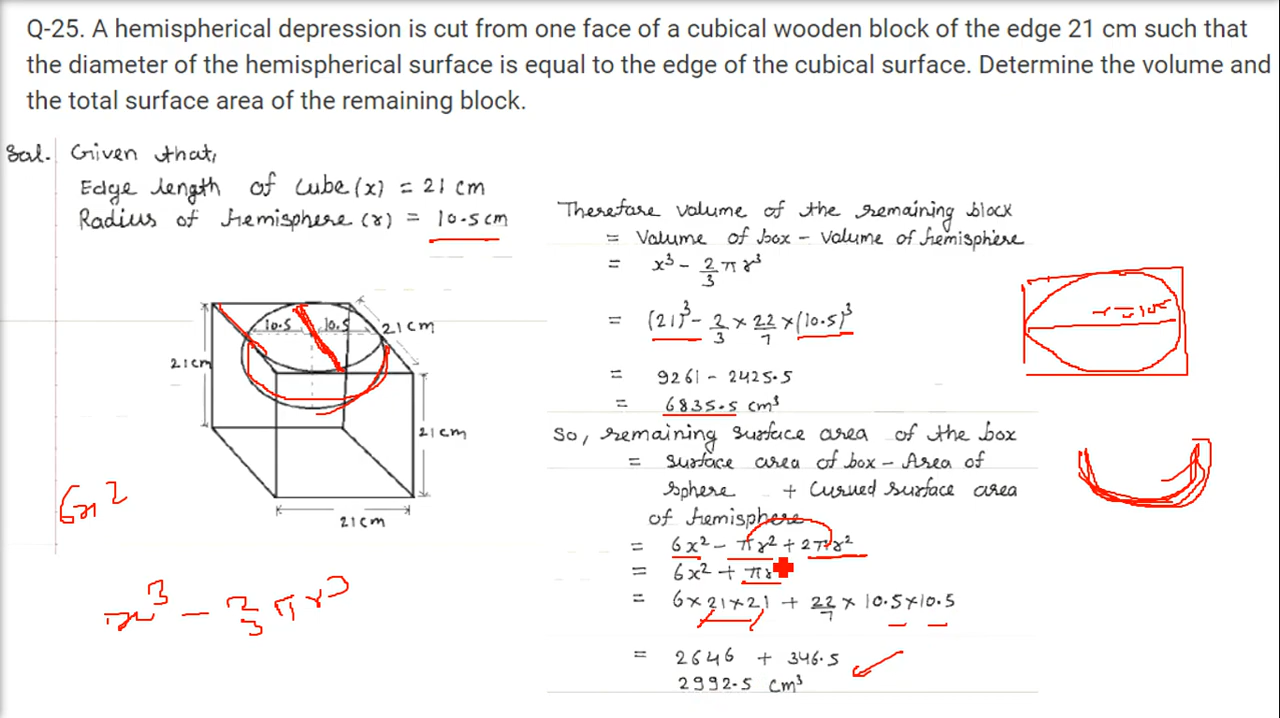 Q-25. A hemispherical depression is cut from one face of a cubical wooden block of the edge 21 cm such that
the diameter of the hemispherical surface is equal to the edge of the cubical surface. Determine the volume and
the total surface area of the remaining block.
Sol. Given that,
Edge length of cube (x) = 21 cm
Radius of hemisphere (r) = 10.5 cm
10.5 10.5 21cm
21cm
21cm
21cm
6x²
x³ - 2/3 πr³
Therefore volume of the remaining block
= Volume of box - Volume of hemisphere
= x³ - 2/3 πr³
= (21)³ - 2/3 × 22/7 × (10.5)³
= 9261 - 2425.5
= 6835.5 cm³
So, remaining surface area of the box
= surface area of box - Area of
sphere + Curved surface area
of hemisphere
= 6x² - πr² + 2πr²
= 6x² + πr
= 6×21×21 + 22/7 × 10.5×10.5
= 2646 + 346.5
2992.5 cm³